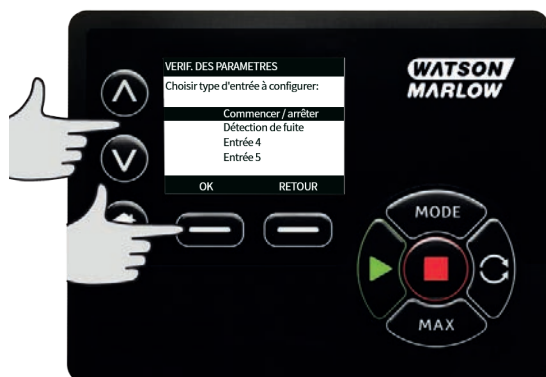 VERIF. DES PARAMETRES
Choisir type d'entrée à configurer:
Commencer / arrêter
Détection de fuite
Entrée 4
Entrée 5
OK RETOUR
WATSON
MARLOW
MODE
MAX